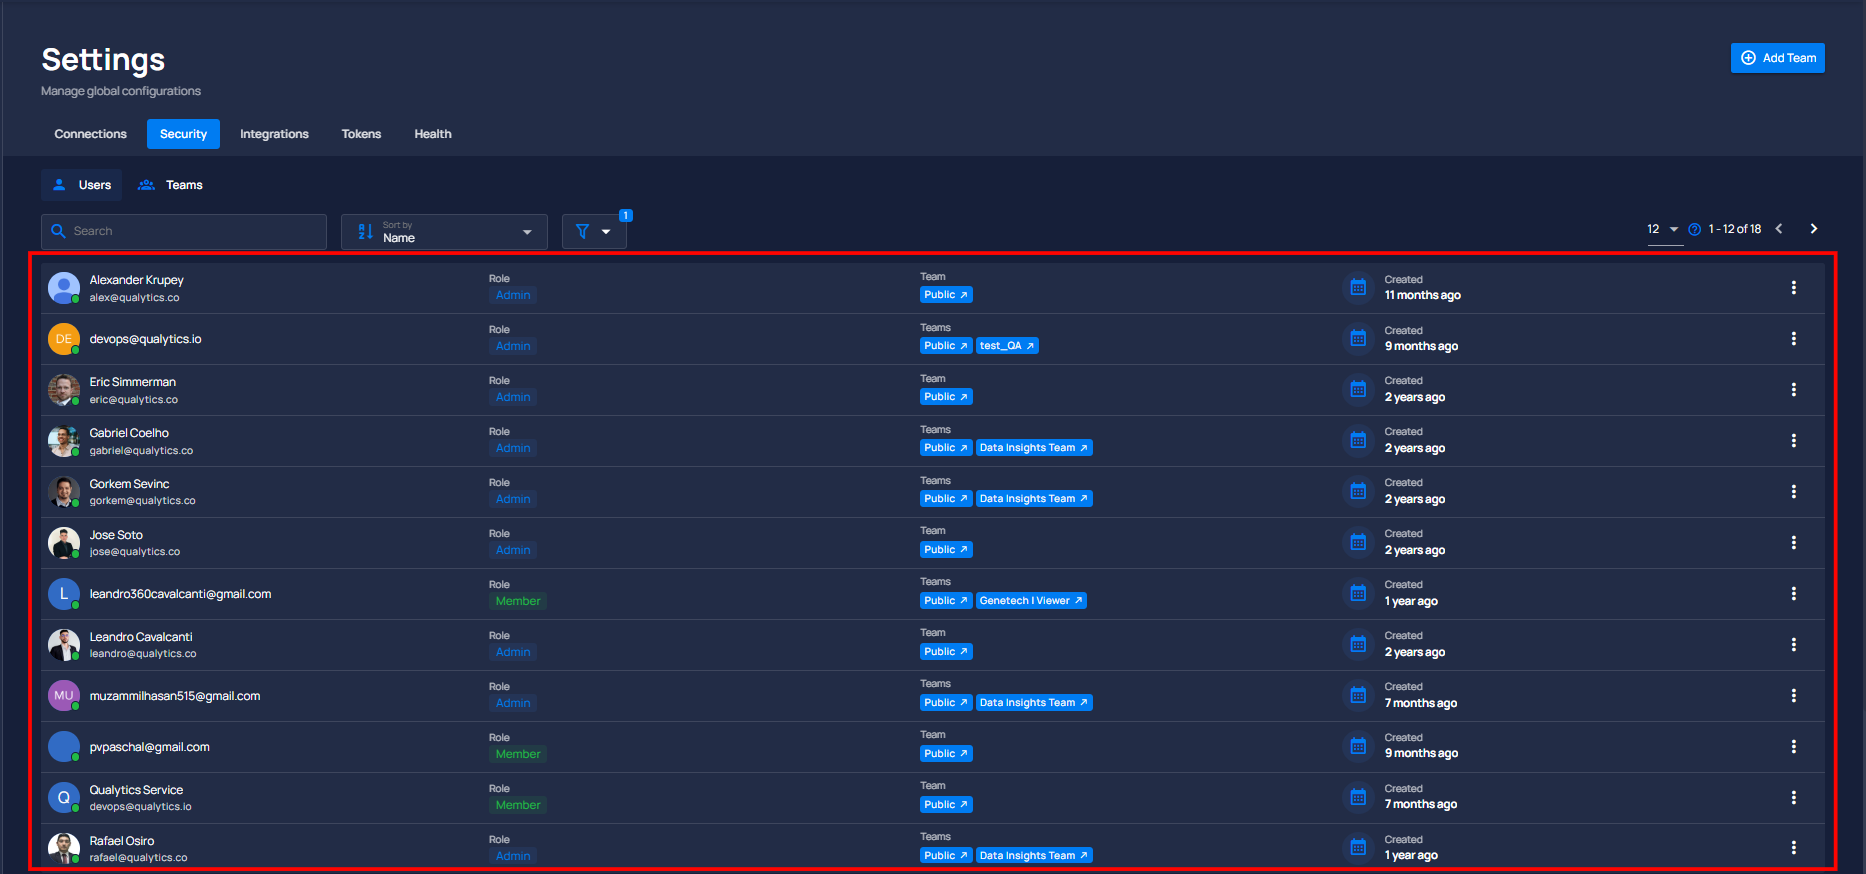 Settings
Add Team
Manage global configurations
Connections Security Integrations Tokens Health
Users Teams
1
Search
Sort by
Name
12 1 - 12 of 18
Alexander Krupey
alex@qualytics.co
Role
Admin
Team
Public
Created
11 months ago
DE
devops@qualytics.io
Role
Admin
Teams
Public test_QA
Created
9 months ago
Eric Simmerman
eric@qualytics.co
Role
Admin
Team
Public
Created
2 years ago
Gabriel Coelho
gabriel@qualytics.co
Role
Admin
Teams
Public Data Insights Team
Created
2 years ago
Gorkem Sevinc
gorkem@qualytics.co
Role
Admin
Teams
Public Data Insights Team
Created
2 years ago
Jose Soto
jose@qualytics.co
Role
Admin
Team
Public
Created
2 years ago
L
leandro360cavalcanti@gmail.com
Role
Member
Teams
Public Genetech | Viewer
Created
1 year ago
Leandro Cavalcanti
leandro@qualytics.co
Role
Admin
Team
Public
Created
2 years ago
MU
muzammilhasan515@gmail.com
Role
Admin
Teams
Public Data Insights Team
Created
7 months ago
pvpaschal@gmail.com
Role
Member
Team
Public
Created
9 months ago
Q
Qualytics Service
devops@qualytics.io
Role
Member
Team
Public
Created
7 months ago
Rafael Osiro
rafael@qualytics.co
Role
Admin
Teams
Public Data Insights Team
Created
1 year ago